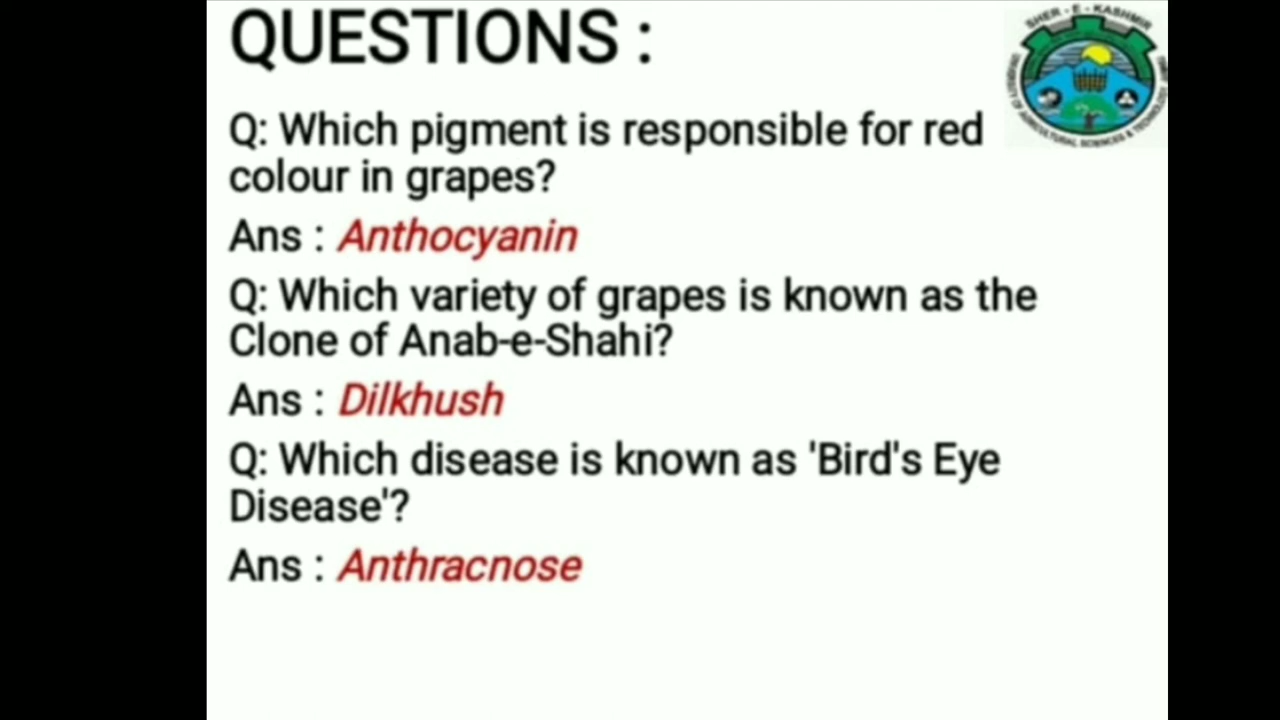 QUESTIONS :
SHER - E - KASHMIR
Q: Which pigment is responsible for red
colour in grapes?
Ans : Anthocyanin
Q: Which variety of grapes is known as the
Clone of Anab-e-Shahi?
Ans : Dilkhush
Q: Which disease is known as 'Bird's Eye
Disease'?
Ans : Anthracnose